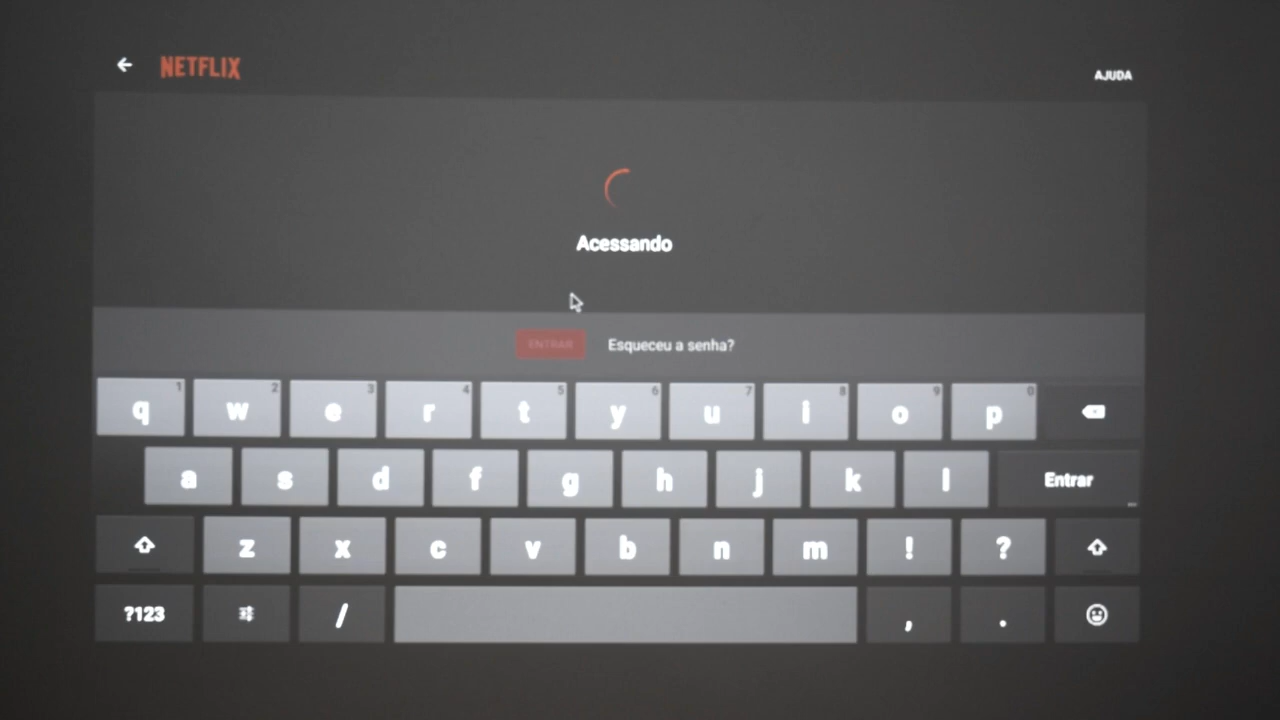 NETFLIX
AJUDA
Acessando
ENTRAR Esqueceu a senha?
1 2 3 4 5 6 7 8 9 0
q w e r t y u i o p
a s d f g h j k l Entrar
z x c v b n m ! ?
?123 / , .